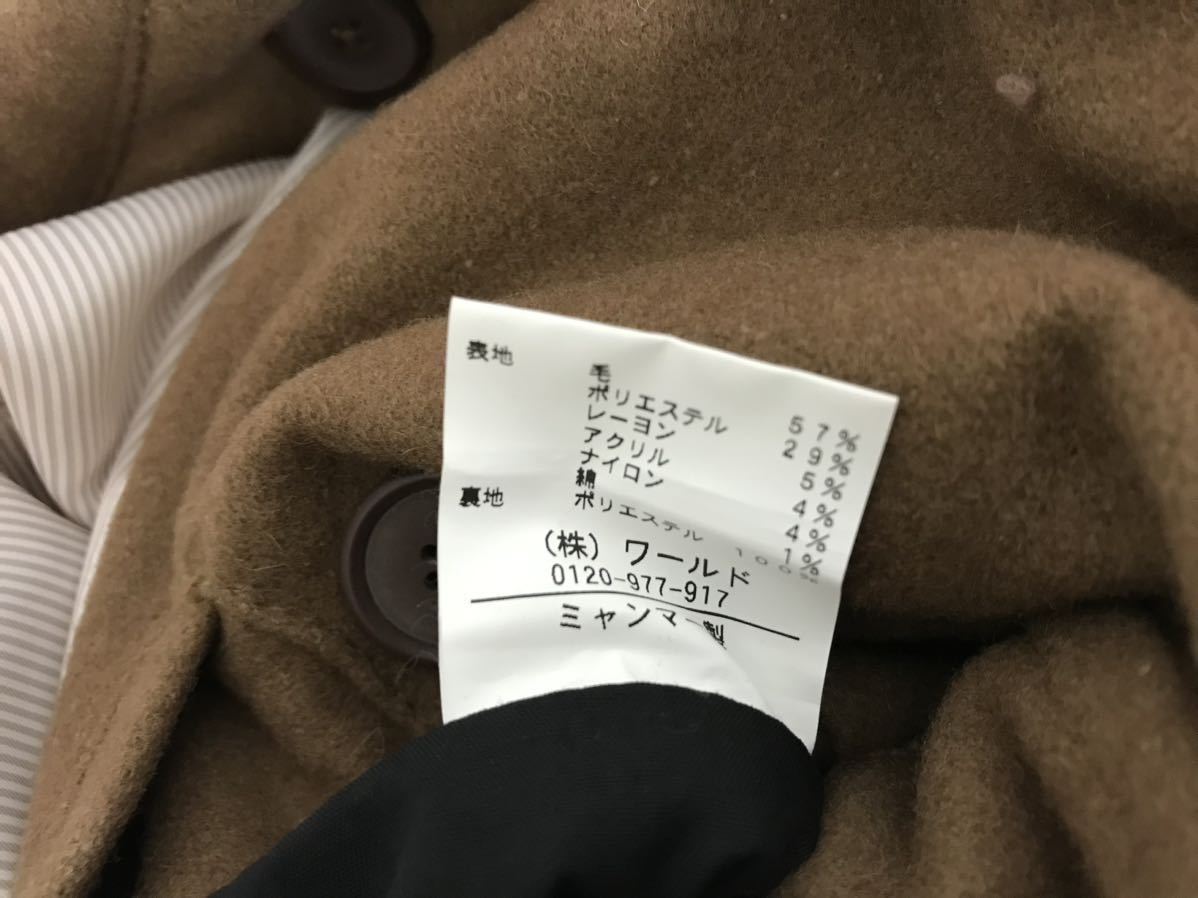 表地 毛 57%
ポリエステル 29%
レーヨン 5%
アクリル 4%
ナイロン 4%
綿 1%
裏地 ポリエステル 100%
(株) ワールド
0120-977-917
ミャンマー製